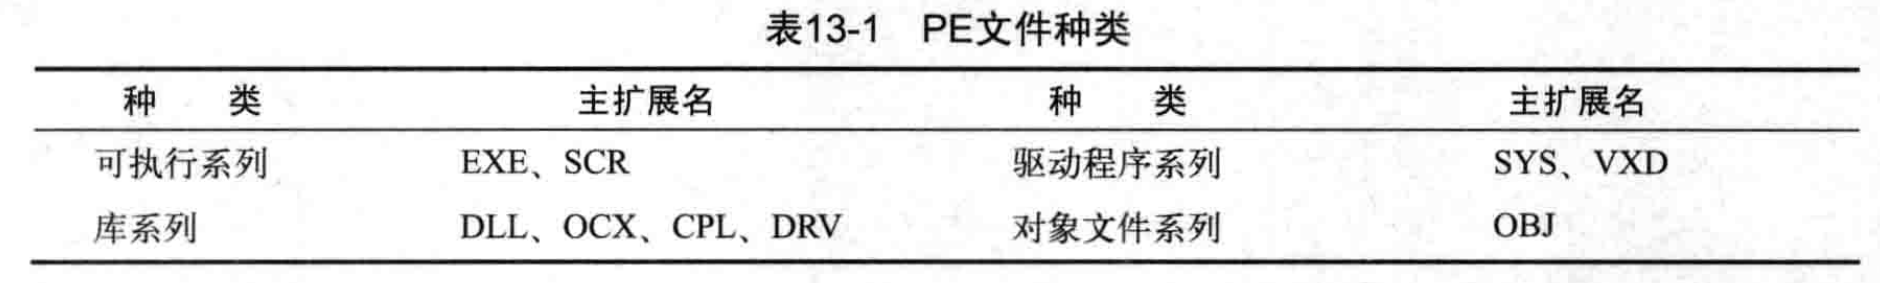 表13-1 PE文件种类
种 类 主扩展名 种 类 主扩展名
可执行系列 EXE、SCR 驱动程序系列 SYS、VXD
库系列 DLL、OCX、CPL、DRV 对象文件系列 OBJ